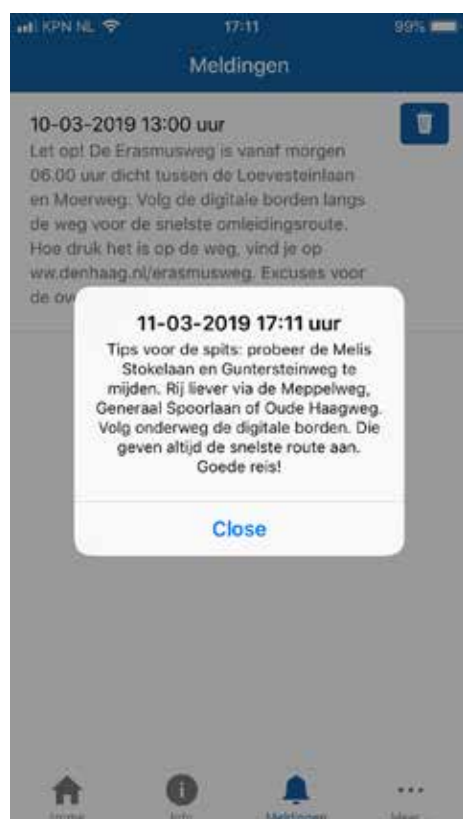 KPN NL 17:11 99%
Meldingen
10-03-2019 13:00 uur
Let op! De Erasmusweg is vanaf morgen
06.00 uur dicht tussen de Loevesteinlaan
en Moerweg. Volg de digitale borden langs
de weg voor de snelste omleidingsroute.
Hoe druk het is op de weg, vind je op
ww.denhaag.nl/erasmusweg. Excuses voor
de
11-03-2019 17:11 uur
Tips voor de spits: probeer de Melis
Stokelaan en Guntersteinweg te
mijden. Rij liever via de Meppelweg,
Generaal Spoorlaan of Oude Haagweg.
Volg onderweg de digitale borden. Die
geven altijd de snelste route aan.
Goede reis!
Close
Home Info Meldingen Meer